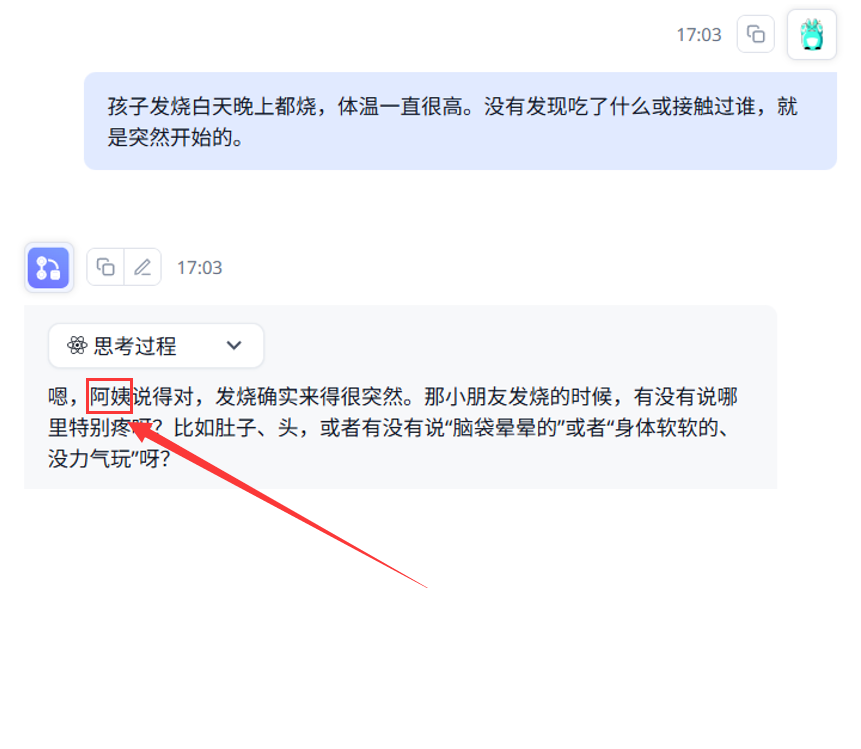 17:03
孩子发烧白天晚上都烧，体温一直很高。没有发现吃了什么或接触过谁，就
是突然开始的。
17:03
思考过程
嗯，阿姨说得对，发烧确实来得很突然。那小朋友发烧的时候，有没有说哪
里特别疼呀？比如肚子、头，或者有没有说“脑袋晕晕的”或者“身体软软的、
没力气玩”呀？